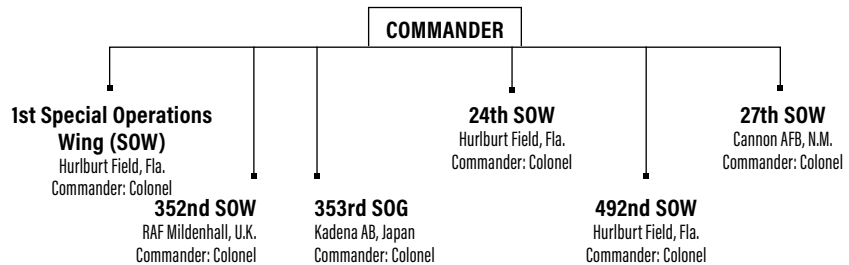 COMMANDER
1st Special Operations
Wing (SOW)
Hurlburt Field, Fla.
Commander: Colonel
24th SOW
Hurlburt Field, Fla.
Commander: Colonel
27th SOW
Cannon AFB, N.M.
Commander: Colonel
352nd SOW
RAF Mildenhall, U.K.
Commander: Colonel
353rd SOG
Kadena AB, Japan
Commander: Colonel
492nd SOW
Hurlburt Field, Fla.
Commander: Colonel